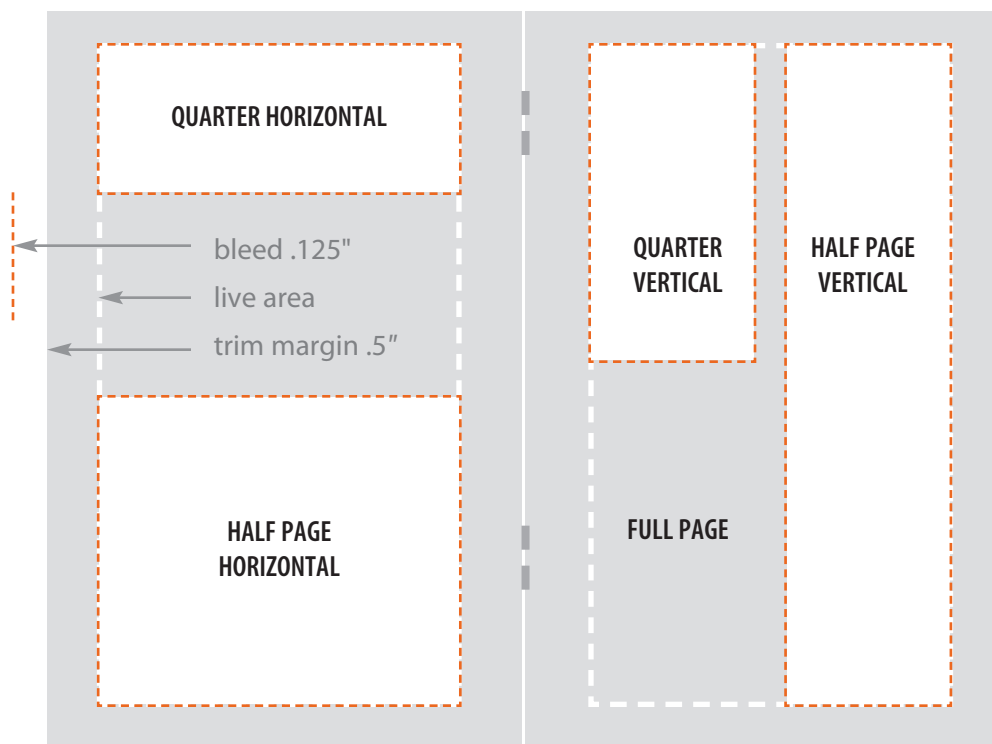 QUARTER HORIZONTAL
bleed .125"
live area
trim margin .5"
HALF PAGE
HORIZONTAL
QUARTER
VERTICAL
HALF PAGE
VERTICAL
FULL PAGE